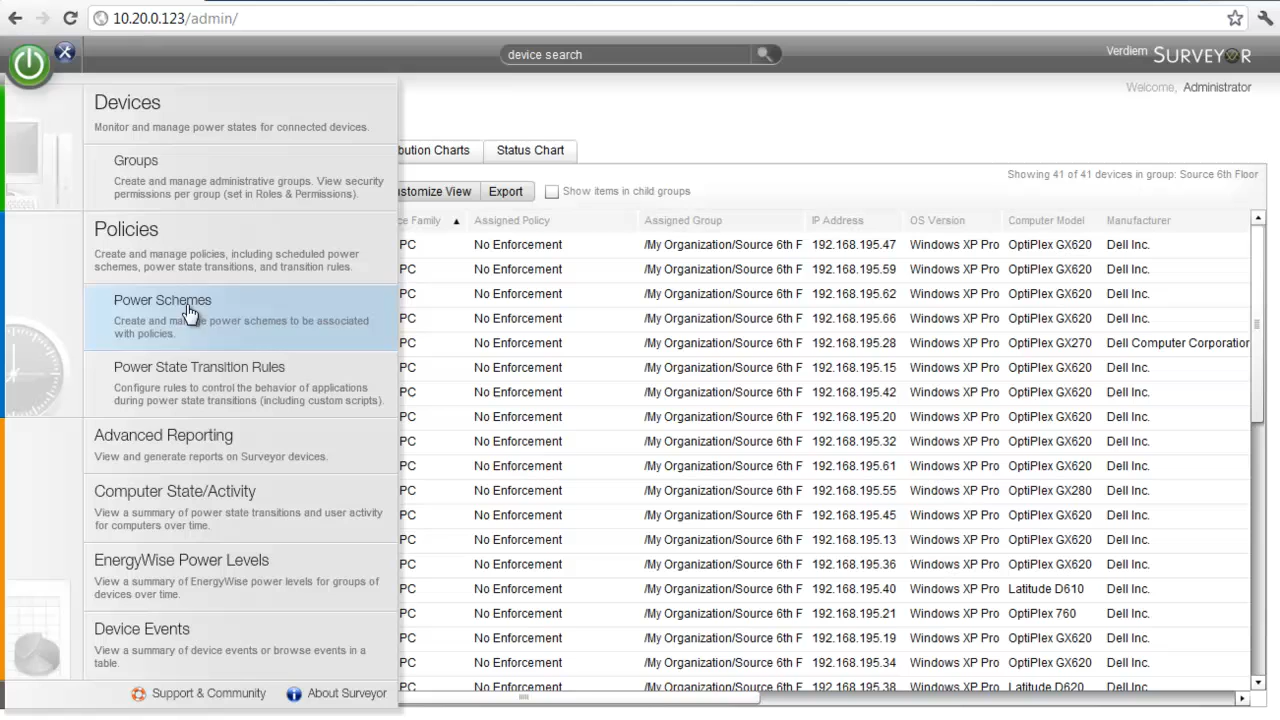 10.20.0.123/admin/
device search
Verdiem SURVEYOR
Welcome, Administrator
Devices
Monitor and manage power states for connected devices.
Groups
Create and manage administrative groups. View security
permissions per group (set in Roles & Permissions).
Policies
Create and manage policies, including scheduled power
schemes, power state transitions, and transition rules.
Power Schemes
Create and power schemes to be associated
with policies.
Power State Transition Rules
Configure rules to control the behavior of applications
during power state transitions (including custom scripts).
Advanced Reporting
View and generate reports on Surveyor devices.
Computer State/Activity
View a summary of power state transitions and user activity
for computers over time.
EnergyWise Power Levels
View a summary of EnergyWise power levels for groups of
devices over time.
Device Events
View a summary of device events or browse events in a
table.
Support & Community About Surveyor
bution Charts Status Chart
Showing 41 of 41 devices in group: Source 6th Floor
ustomize View Export Show items in child groups
ce Family Assigned Policy Assigned Group IP Address OS Version Computer Model Manufacturer
PC No Enforcement /My Organization/Source 6th F 192.168.195.47 Windows XP Pro OptiPlex GX620 Dell Inc.
PC No Enforcement /My Organization/Source 6th F 192.168.195.59 Windows XP Pro OptiPlex GX620 Dell Inc.
PC No Enforcement /My Organization/Source 6th F 192.168.195.62 Windows XP Pro OptiPlex GX620 Dell Inc.
PC No Enforcement /My Organization/Source 6th F 192.168.195.66 Windows XP Pro OptiPlex GX620 Dell Inc.
PC No Enforcement /My Organization/Source 6th F 192.168.195.28 Windows XP Pro OptiPlex GX270 Dell Computer Corporation
PC No Enforcement /My Organization/Source 6th F 192.168.195.15 Windows XP Pro OptiPlex GX620 Dell Inc.
PC No Enforcement /My Organization/Source 6th F 192.168.195.42 Windows XP Pro OptiPlex GX620 Dell Inc.
PC No Enforcement /My Organization/Source 6th F 192.168.195.20 Windows XP Pro OptiPlex GX620 Dell Inc.
PC No Enforcement /My Organization/Source 6th F 192.168.195.32 Windows XP Pro OptiPlex GX620 Dell Inc.
PC No Enforcement /My Organization/Source 6th F 192.168.195.61 Windows XP Pro OptiPlex GX620 Dell Inc.
PC No Enforcement /My Organization/Source 6th F 192.168.195.55 Windows XP Pro OptiPlex GX280 Dell Inc.
PC No Enforcement /My Organization/Source 6th F 192.168.195.45 Windows XP Pro OptiPlex GX620 Dell Inc.
PC No Enforcement /My Organization/Source 6th F 192.168.195.13 Windows XP Pro OptiPlex GX620 Dell Inc.
PC No Enforcement /My Organization/Source 6th F 192.168.195.36 Windows XP Pro OptiPlex GX620 Dell Inc.
PC No Enforcement /My Organization/Source 6th F 192.168.195.40 Windows XP Pro Latitude D610 Dell Inc.
PC No Enforcement /My Organization/Source 6th F 192.168.195.21 Windows XP Pro OptiPlex 760 Dell Inc.
PC No Enforcement /My Organization/Source 6th F 192.168.195.19 Windows XP Pro OptiPlex GX620 Dell Inc.
PC No Enforcement /My Organization/Source 6th F 192.168.195.34 Windows XP Pro OptiPlex GX620 Dell Inc.
PC No Enforcement /My Organization/Source 6th F 192.168.195.38 Windows XP Pro Latitude D620 Dell Inc.